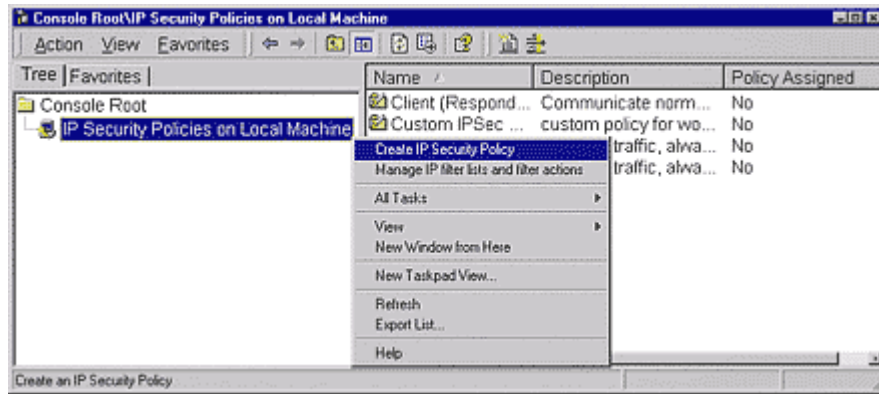 Console Root\IP Security Policies on Local Machine
Action View Favorites
Tree Favorites
Name Description Policy Assigned
Console Root
IP Security Policies on Local Machine
Client (Respond... Communicate norm... No
Custom IPSec ... custom policy for wo... No
traffic, alwa... No
traffic, alwa... No
Create IP Security Policy
Manage IP filter lists and filter actions
All Tasks
View
New Window from Here
New Taskpad View...
Refresh
Export List...
Help
Create an IP Security Policy